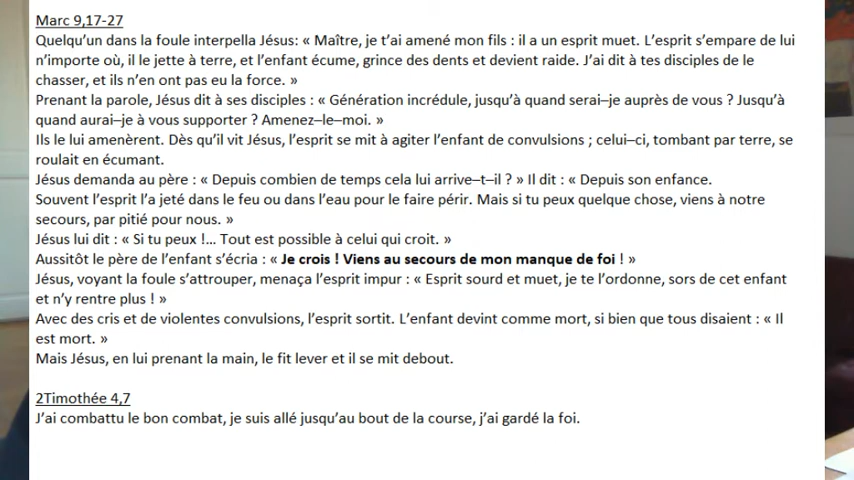 Marc 9,17-27
Quelqu'un dans la foule interpella Jésus: « Maître, je t'ai amené mon fils : il a un esprit muet. L'esprit s'empare de lui
n'importe où, il le jette à terre, et l'enfant écume, grince des dents et devient raide. J'ai dit à tes disciples de le
chasser, et ils n'en ont pas eu la force. »
Prenant la parole, Jésus dit à ses disciples : « Génération incrédule, jusqu'à quand serai–je auprès de vous ? Jusqu'à
quand aurai–je à vous supporter ? Amenez–le–moi. »
Ils le lui amenèrent. Dès qu'il vit Jésus, l'esprit se mit à agiter l'enfant de convulsions ; celui–ci, tombant par terre, se
roulait en écumant.
Jésus demanda au père : « Depuis combien de temps cela lui arrive–t–il ? » Il dit : « Depuis son enfance.
Souvent l'esprit l'a jeté dans le feu ou dans l'eau pour le faire périr. Mais si tu peux quelque chose, viens à notre
secours, par pitié pour nous. »
Jésus lui dit : « Si tu peux !… Tout est possible à celui qui croit. »
Aussitôt le père de l'enfant s'écria : « Je crois ! Viens au secours de mon manque de foi ! »
Jésus, voyant la foule s'attrouper, menaça l'esprit impur : « Esprit sourd et muet, je te l'ordonne, sors de cet enfant
et n'y rentre plus ! »
Avec des cris et de violentes convulsions, l'esprit sortit. L'enfant devint comme mort, si bien que tous disaient : « Il
est mort. »
Mais Jésus, en lui prenant la main, le fit lever et il se mit debout.
2Timothée 4,7
J'ai combattu le bon combat, je suis allé jusqu'au bout de la course, j'ai gardé la foi.